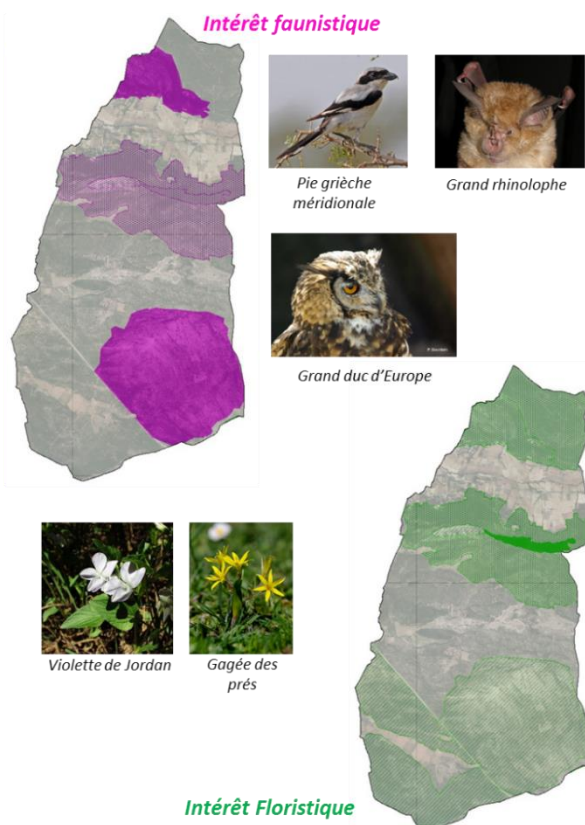 Intérêt faunistique
Pie grièche
méridionale
Grand rhinolophe
Grand duc d'Europe
Violette de Jordan
Gagée des
prés
Intérêt Floristique